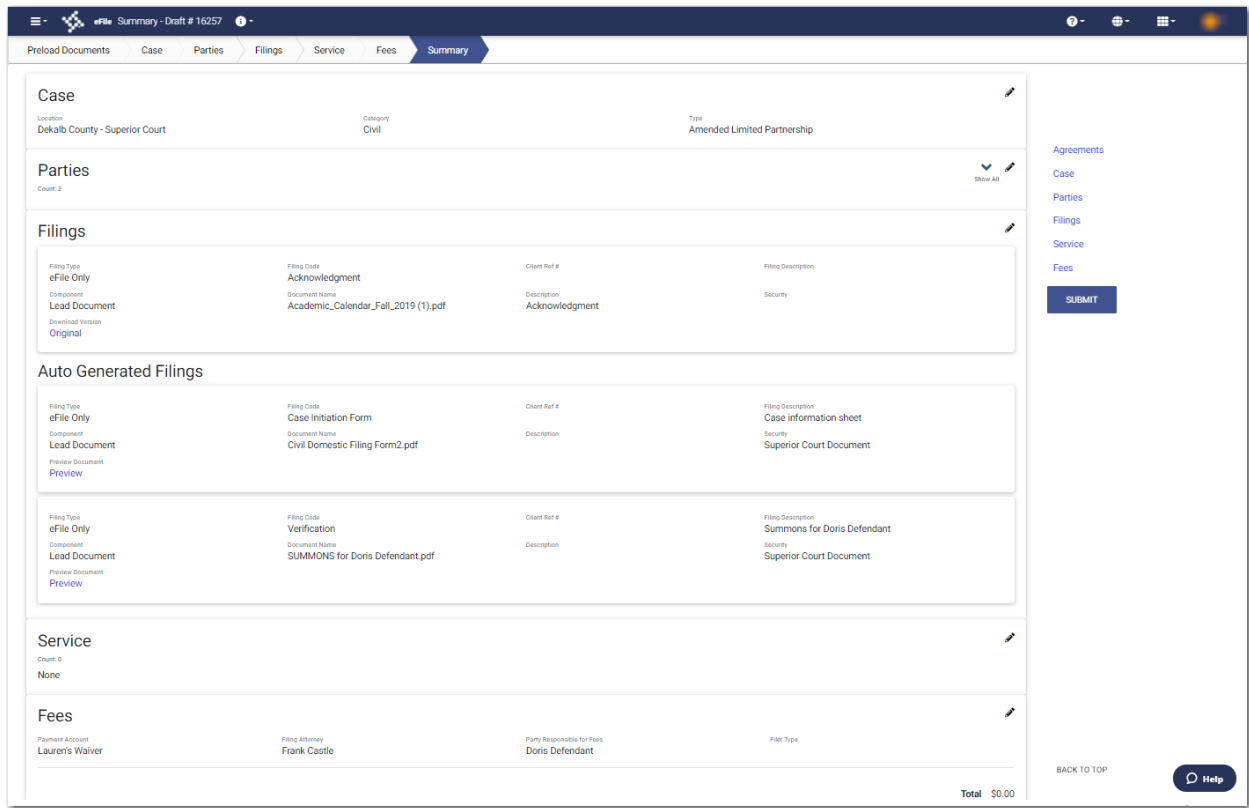 eFile Summary - Draft # 16257
Preload Documents Case Parties Filings Service Fees Summary
Case
Location Category Type
Dekalb County - Superior Court Civil Amended Limited Partnership
Agreements
Parties
Count: 2
Show All
Case
Parties
Filings
Filings
Service
Fees
SUBMIT
Filing Type Filing Code Client Ref # Filing Description
eFile Only Acknowledgment
Component Document Name Description Security
Lead Document Academic_Calendar_Fall_2019 (1).pdf Acknowledgment
Download Version
Original
Auto Generated Filings
Filing Type Filing Code Client Ref # Filing Description
eFile Only Case Initiation Form Case information sheet
Component Document Name Description Security
Lead Document Civil Domestic Filing Form2.pdf Superior Court Document
Preview Document
Preview
Filing Type Filing Code Client Ref # Filing Description
eFile Only Verification Summons for Doris Defendant
Component Document Name Description Security
Lead Document SUMMONS for Doris Defendant.pdf Superior Court Document
Preview Document
Preview
Service
Count: 0
None
Fees
Payment Account Filing Attorney Party Responsible for Fees Filer Type
Lauren's Waiver Frank Castle Doris Defendant
BACK TO TOP
Help
Total $0.00